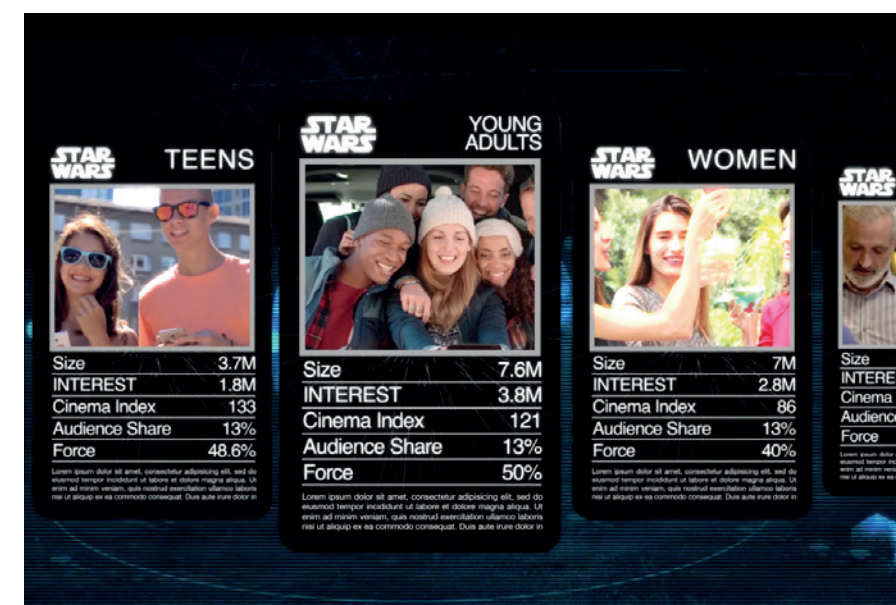 STAR
WARS
TEENS
Size 3.7M
INTEREST 1.8M
Cinema Index 133
Audience Share 13%
Force 48.6%
Lorem ipsum dolor sit amet, consectetur adipisicing elit, sed do
eiusmod tempor incididunt ut labore et dolore magna aliqua. Ut
enim ad minim veniam, quis nostrud exercitation ullamco laboris
nisi ut aliquip ex ea commodo consequat. Duis aute irure dolor in
STAR
WARS
YOUNG
ADULTS
Size 7.6M
INTEREST 3.8M
Cinema Index 121
Audience Share 13%
Force 50%
Lorem ipsum dolor sit amet, consectetur adipisicing elit, sed do
eiusmod tempor incididunt ut labore et dolore magna aliqua. Ut
enim ad minim veniam, quis nostrud exercitation ullamco laboris
nisi ut aliquip ex ea commodo consequat. Duis aute irure dolor in
STAR
WARS
WOMEN
Size 7M
INTEREST 2.8M
Cinema Index 86
Audience Share 13%
Force 40%
Lorem ipsum dolor sit amet, consectetur adipisicing elit, sed do
eiusmod tempor incididunt ut labore et dolore magna aliqua. Ut
enim ad minim veniam, quis nostrud exercitation ullamco laboris
nisi ut aliquip ex ea commodo consequat. Duis aute irure dolor in
STAR
WARS
Size
INTERE
Cinema
Audience
Force